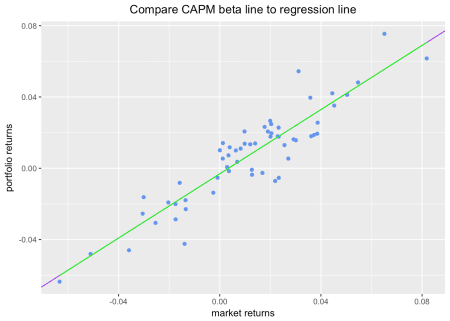 Compare CAPM beta line to regression line
portfolio returns
0.08
0.04
0.00
-0.04
-0.04
0.00
0.04
0.08
market returns